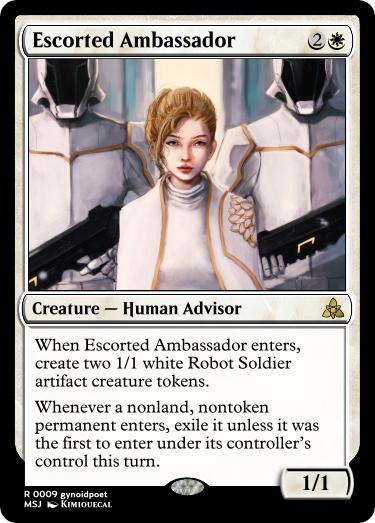 Escorted Ambassador 2
Creature — Human Advisor
When Escorted Ambassador enters,
create two 1/1 white Robot Soldier
artifact creature tokens.
Whenever a nonland, nontoken
permanent enters, exile it unless it was
the first to enter under its controller's
control this turn.
1/1
R 0009 gynoidpoet
MSJ Kimiouecal